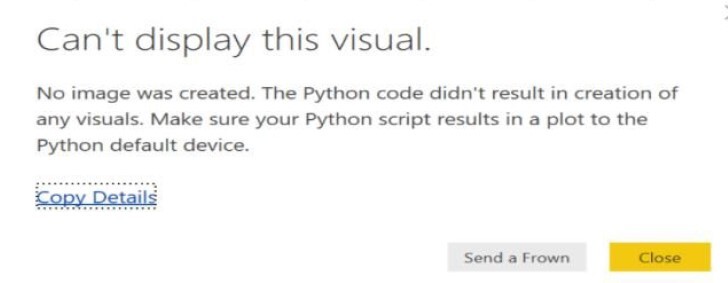 Can't display this visual.
No image was created. The Python code didn't result in creation of
any visuals. Make sure your Python script results in a plot to the
Python default device.
Copy Details
Send a Frown
Close